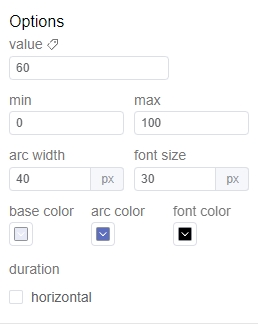 Options
value
60
min max
0 100
arc width font size
40 px 30 px
base color arc color font color
duration
horizontal